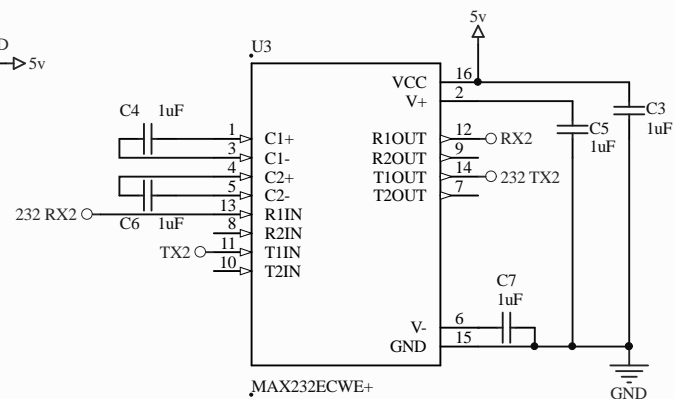 D
5v
5v
U3
VCC 16
V+ 2
C4 1uF
C3
1uF
C5
1uF
1 C1+
3 C1-
4 C2+
5 C2-
R1OUT 12 RX2
R2OUT 9
T1OUT 14 232 TX2
T2OUT 7
232 RX2 13 R1IN
C6 1uF
8 R2IN
TX2 11 T1IN
10 T2IN
C7
1uF
V- 6
GND 15
MAX232ECWE+
GND